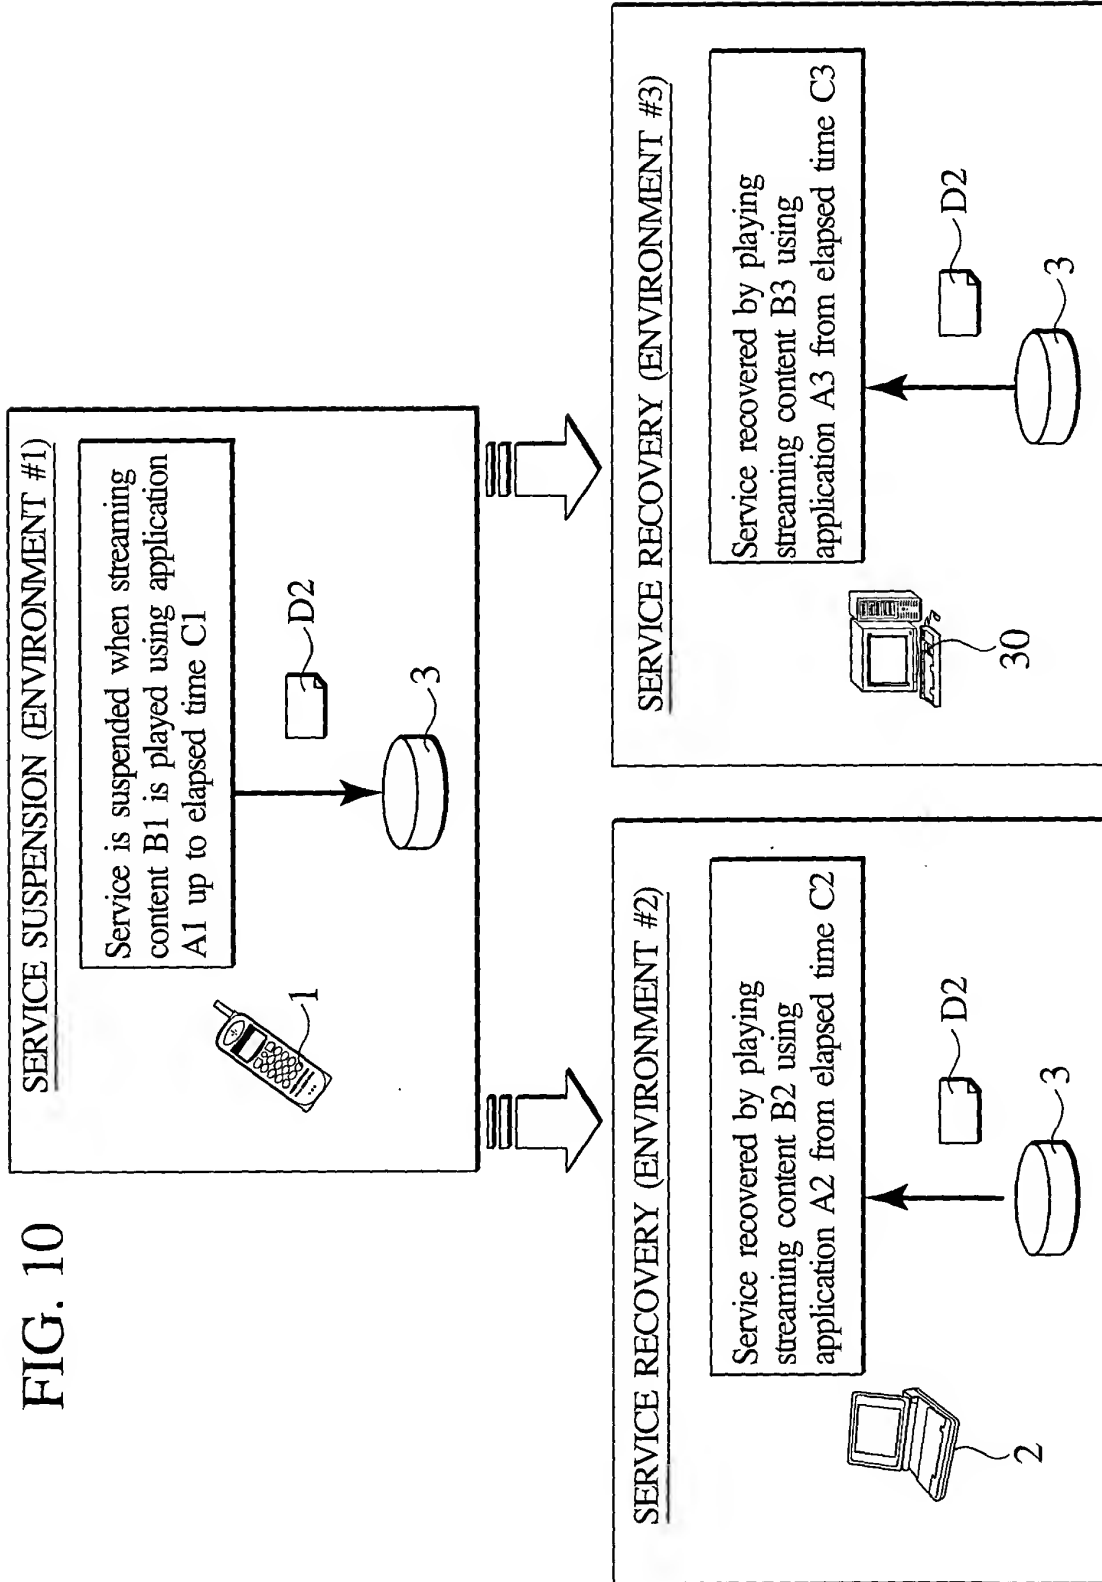 FIG. 10
SERVICE SUSPENSION (ENVIRONMENT #1)
Service is suspended when streaming
content B1 is played using application
A1 up to elapsed time C1
1
D2
3
SERVICE RECOVERY (ENVIRONMENT #2)
Service recovered by playing
streaming content B2 using
application A2 from elapsed time C2
2
D2
3
SERVICE RECOVERY (ENVIRONMENT #3)
Service recovered by playing
streaming content B3 using
application A3 from elapsed time C3
30
D2
3